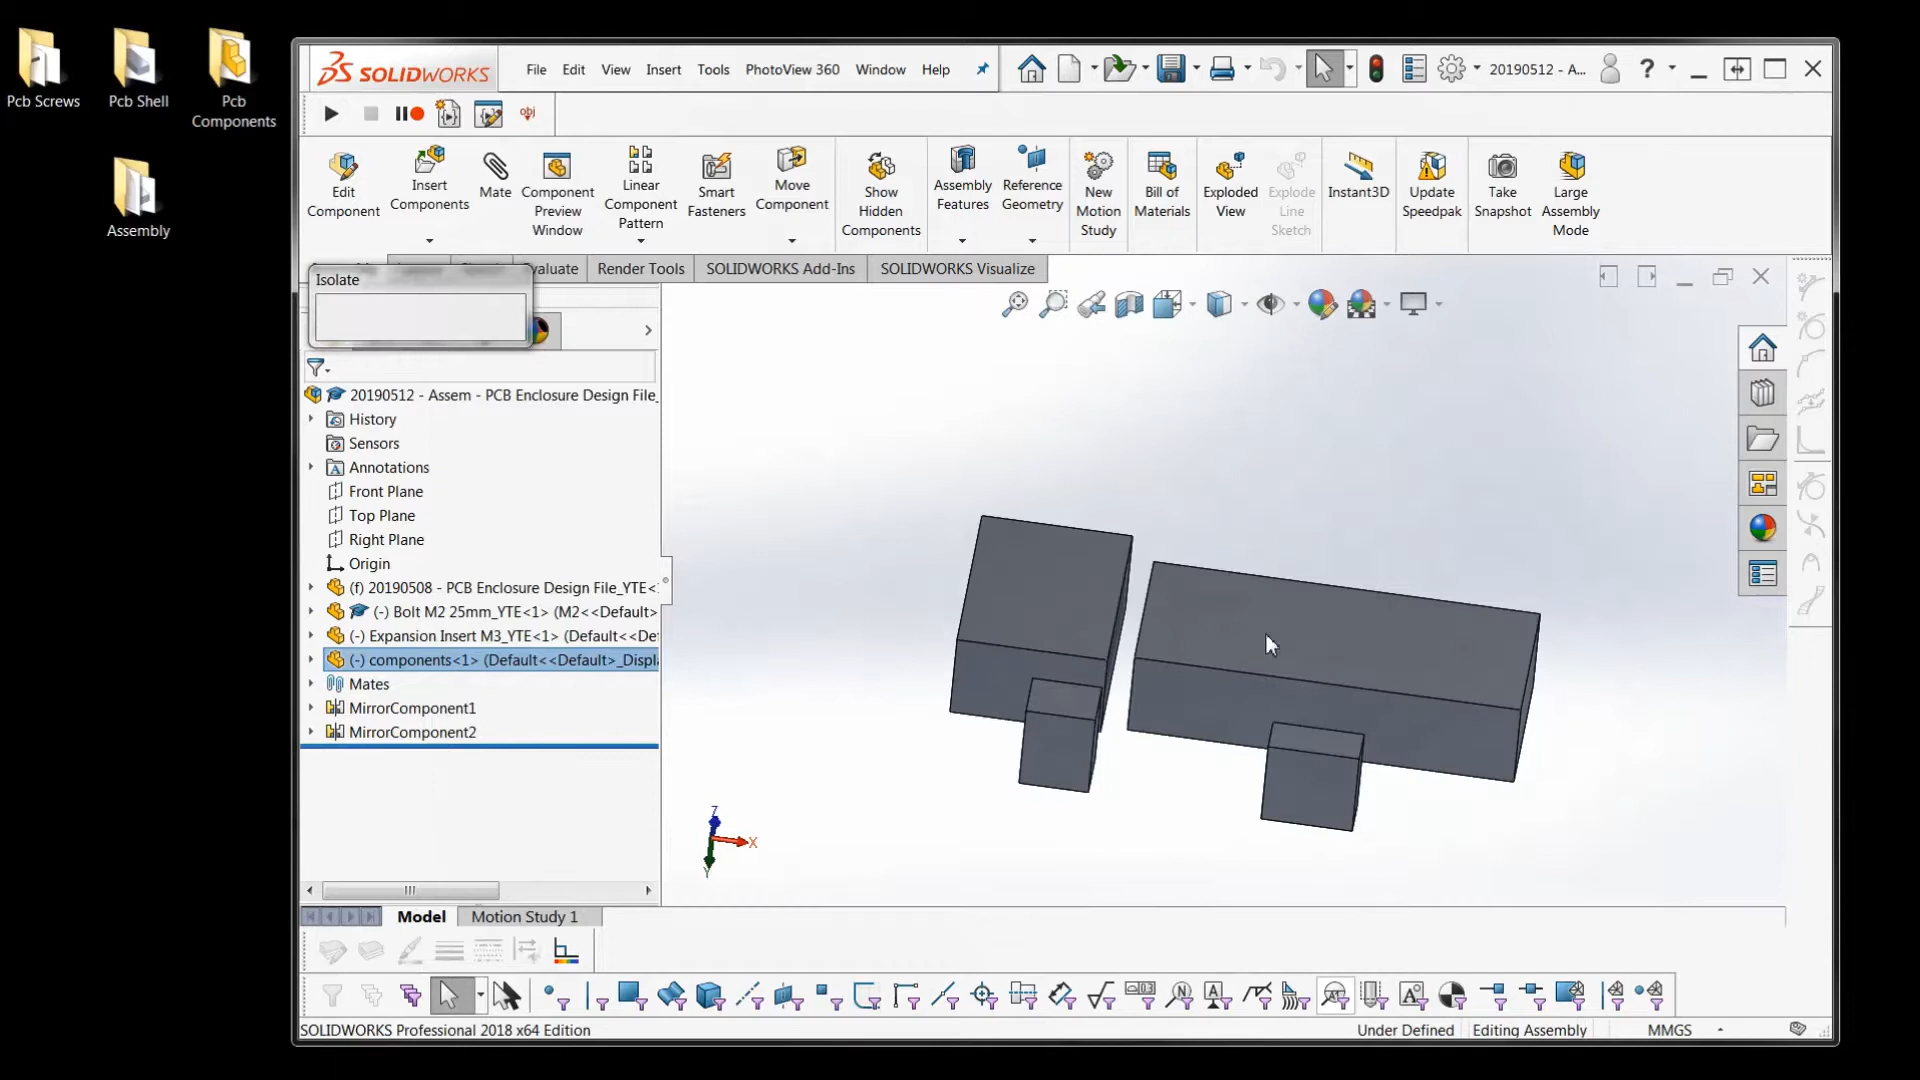 Pcb Screws
Pcb Shell
Pcb Components
Assembly
SOLIDWORKS
File Edit View Insert Tools PhotoView 360 Window Help
20190512 - A...
?
obj
Edit Component
Insert Components
Mate
Component Preview Window
Linear Component Pattern
Smart Fasteners
Move Component
Show Hidden Components
Assembly Features
Reference Geometry
New Motion Study
Bill of Materials
Exploded View
Explode Line Sketch
Instant3D
Update Speedpak
Take Snapshot
Large Assembly Mode
Evaluate Render Tools SOLIDWORKS Add-Ins SOLIDWORKS Visualize
Isolate
20190512 - Assem - PCB Enclosure Design File_
History
Sensors
Annotations
Front Plane
Top Plane
Right Plane
Origin
(f) 20190508 - PCB Enclosure Design File_YTE<
(-) Bolt M2 25mm_YTE<1> (M2<<Default>
(-) Expansion Insert M3_YTE<1> (Default<<De
(-) components<1> (Default<<Default>_Displ
Mates
MirrorComponent1
MirrorComponent2
Z
X
Y
Model Motion Study 1
SOLIDWORKS Professional 2018 x64 Edition
Under Defined Editing Assembly MMGS